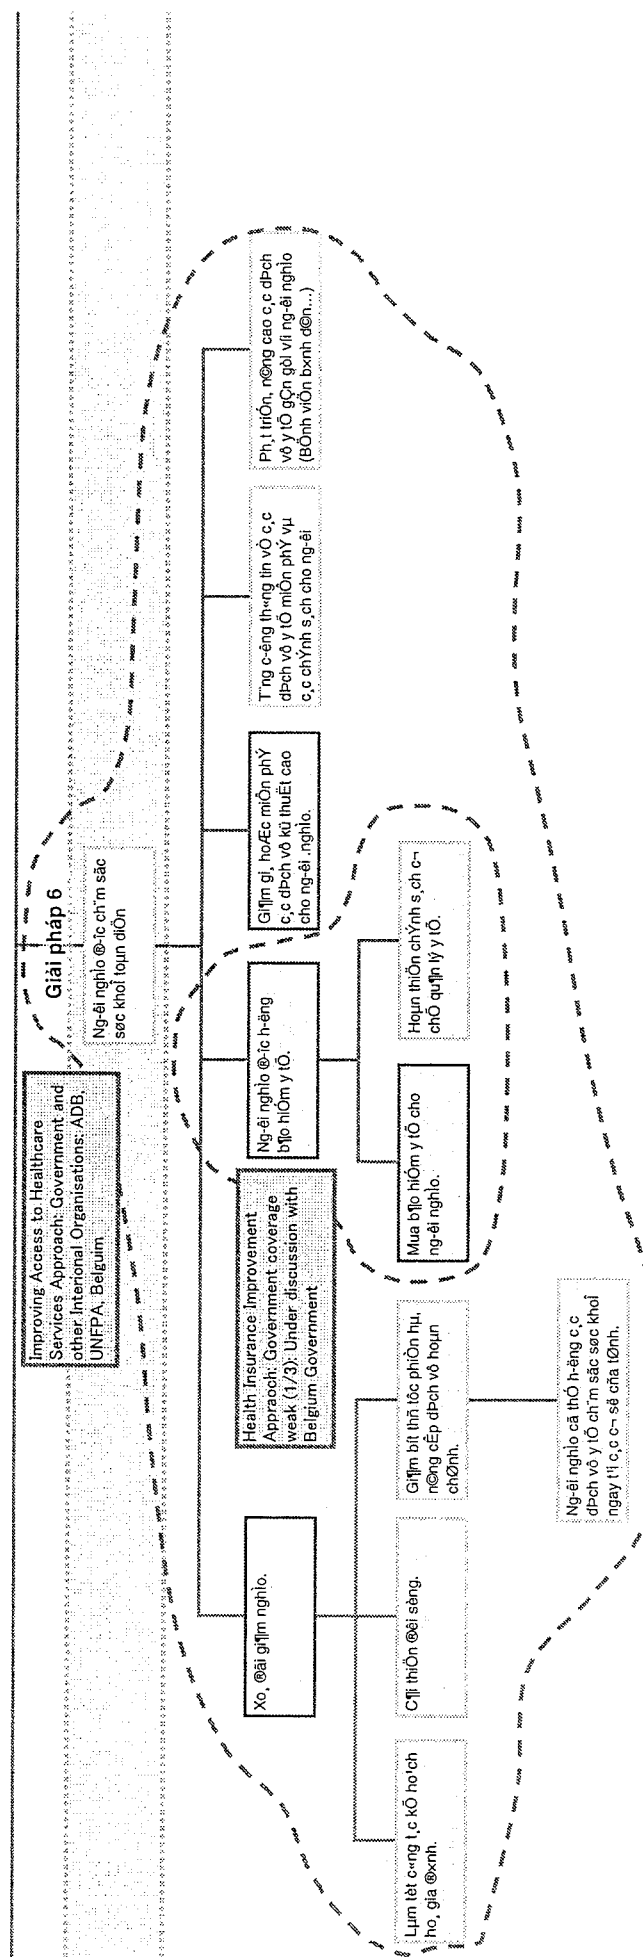 Improving Access to Healthcare
Services Approach: Government and
other Interional Organisations: ADB,
UNFPA, Belgium
Giải pháp 6
Ng-êi nghÌo ®-îc ch¨m sãc
søc khoÎ toµn diÖn
Xo¸ ®ãi gi¶m nghÌo.
Health Insurance Improvement
Appraoch: Government coverage
weak (1/3): Under discussion with
Belgium Government
Ng-êi nghÌo ®-îc h-ëng
b¶o hiÓm y tÕ.
Gi¶m gi¸ hoÆc miÔn phÝ
c¸c dÞch vô kü thuËt cao
cho ng-êi .nghÌo.
T¨ng c-êng th«ng tin vÒ c¸c
dÞch vô y tÕ miÔn phÝ vµ
c¸c chÝnh s¸ch cho ng-êi
Ph¸t triÓn, n©ng cao c¸c dÞch
vô y tÕ gÇn gòi víi ng-êi nghÌo
(BÖnh viÖn b×nh d©n...)
Lµm tèt c«ng t¸c kÕ ho¹ch
ho¸ gia ®×nh.
C¶i thiÖn ®êi sèng.
Gi¶m bít thñ tôc phiÒn hµ,
n©ng cÊp dÞch vô hoµn
chØnh.
Mua b¶o hiÓm y tÕ cho
ng-êi nghÌo.
Hoµn thiÖn chÝnh s¸ch c¬
chÕ qu¶n lý y tÕ.
Ng-êi nghÌo cã thÓ h-ëng c¸c
dÞch vô y tÕ ch¨m sãc søc khoÎ
ngay t¹i c¸c c¬ së cña tØnh.